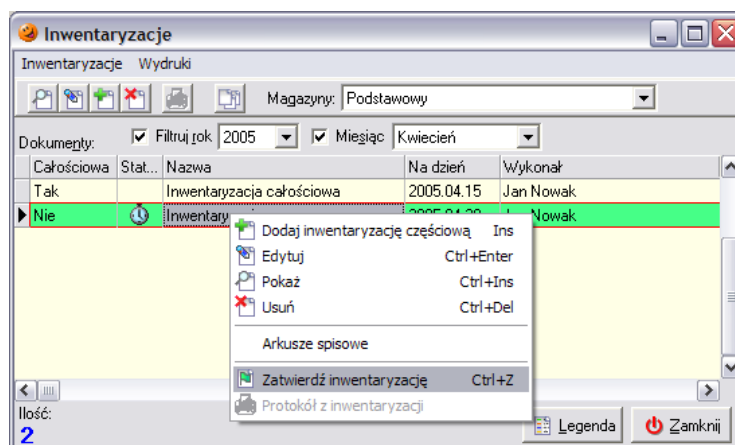 Inwentaryzacje
Inwentaryzacje Wydruki
Magazyny: Podstawowy
Dokumenty: Filtruj rok 2005 Miesiąc Kwiecień
Całościowa Stat... Nazwa Na dzień Wykonał
Tak Inwentaryzacja całościowa 2005.04.15 Jan Nowak
Nie Nowak
Dodaj inwentaryzację częściową Ins
Edytuj Ctrl+Enter
Pokaż Ctrl+Ins
Usuń Ctrl+Del
Arkusze spisowe
Zatwierdź inwentaryzację Ctrl+Z
Protokół z inwentaryzacji
Ilość:
2
Legenda Zamknij